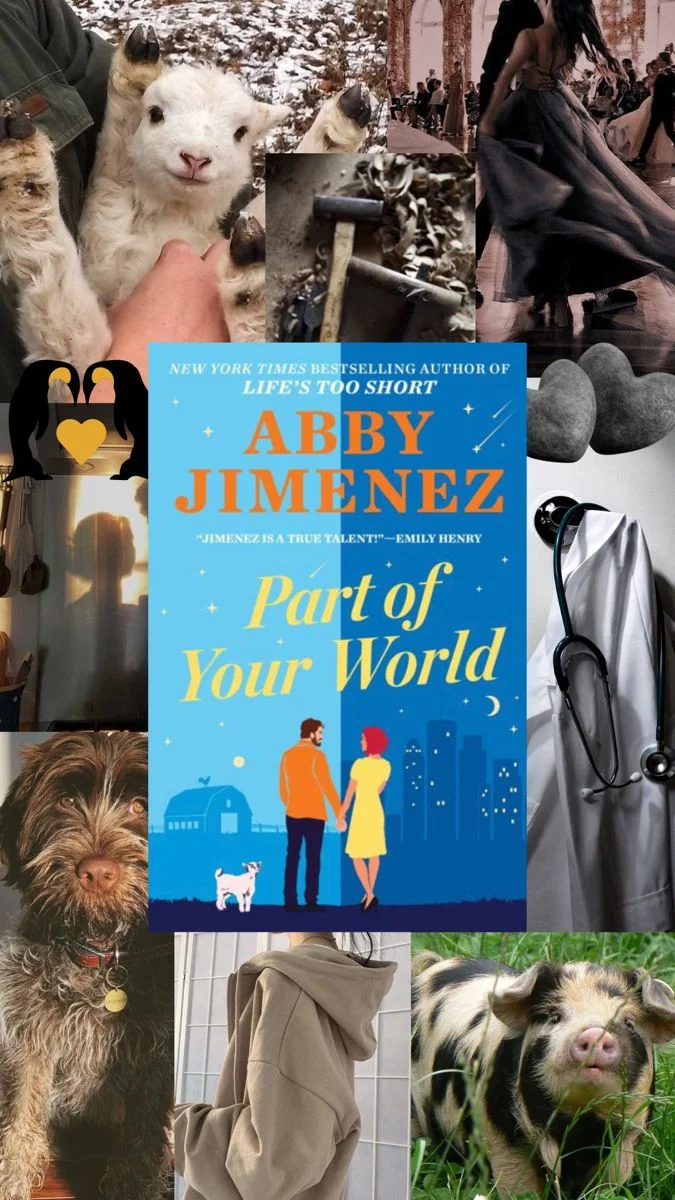 NEW YORK TIMES BESTSELLING AUTHOR OF
LIFE'S TOO SHORT
ABBY
JIMENEZ
"JIMENEZ IS A TRUE TALENT!"—EMILY HENRY
Part of
Your World